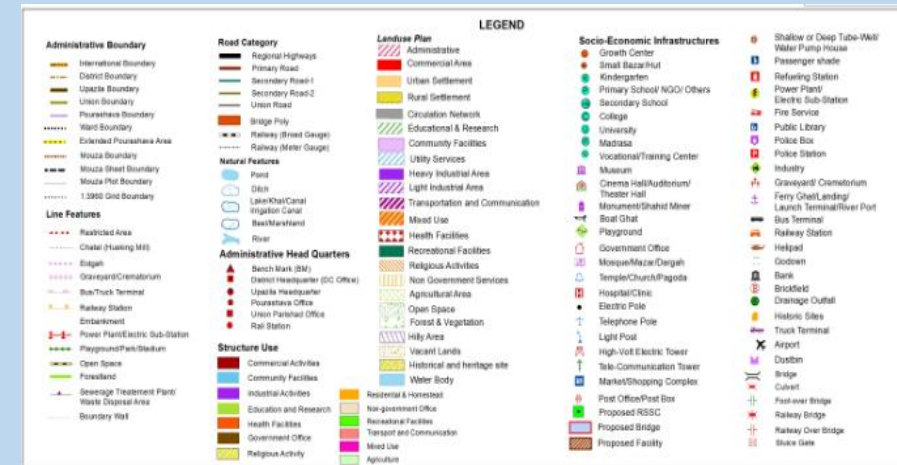 LEGEND
Administrative Boundary
International Boundary
District Boundary
Upazila Boundary
Union Boundary
Pourashava Boundary
Ward Boundary
Extended Pourashava Area
Mouza Boundary
Mouza Sheet Boundary
Mouza Plot Boundary
1:3960 Grid Boundary
Line Features
Restricted Area
Chatal (Husking Mill)
Eidgah
Graveyard/Crematorium
Bus/Truck Terminal
Railway Station
Embankment
Power Plant/Electric Sub-Station
Playground/Park/Stadium
Open Space
Forestland
Sewerage Treatement Plant/
Waste Disposal Area
Boundary Wall
Road Category
Regional Highways
Primary Road
Secondary Road-1
Secondary Road-2
Union Road
Bridge Poly
Railway (Broad Gauge)
Railway (Meter Gauge)
Natural Features
Pond
Ditch
Lake/Khal/Canal
Irrigation Canal
Beel/Marshland
River
Administrative Head Quarters
Bench Mark (BM)
District Headquarter (DC Office)
Upazila Headquarter
Pourashava Office
Union Parishad Office
Rail Station
Structure Use
Commercial Activities
Community Facilities
Industrial Activities
Education and Research
Health Facilities
Government Office
Religious Activity
Residential & Homestead
Non-government Office
Recreational Facilities
Transport and Communication
Mixed Use
Agriculture
Landuse Plan
Administrative
Commercial Area
Urban Settlement
Rural Settlement
Circulation Network
Educational & Research
Community Facilities
Utility Services
Heavy Industrial Area
Light Industrial Area
Transportation and Communication
Mixed Use
Health Facilities
Recreational Facilities
Religious Activities
Non Government Services
Agricultural Area
Open Space
Forest & Vegetation
Hilly Area
Vacant Lands
Historical and heritage site
Water Body
Socio-Economic Infrastructures
Growth Center
Small Bazar/Hut
Kindergarten
Primary School/ NGO/ Others
Secondary School
College
University
Madrasa
Vocational/Training Center
Museum
Cinema Hall/Auditorium/
Theater Hall
Monument/Shahid Miner
Boat Ghat
Playground
Government Office
Mosque/Mazar/Dargah
Temple/Church/Pagoda
Hospital/Clinic
Electric Pole
Telephone Pole
Light Post
High-Volt Electric Tower
Tele-Communication Tower
Market/Shopping Complex
Post Office/Post Box
Proposed RSSC
Proposed Bridge
Proposed Facility
Shallow or Deep Tube-Well/
Water Pump House
Passenger shade
Refueling Station
Power Plant/
Electric Sub-Station
Fire Service
Public Library
Police Box
Police Station
Industry
Graveyard/ Cremetorium
Ferry Ghat/Landing/
Launch Terminal/River Port
Bus Terminal
Railway Station
Helipad
Godown
Bank
Brickfield
Drainage Outfall
Historic Sites
Truck Terminal
Airport
Dustbin
Bridge
Culvert
Foot-over Bridge
Railway Bridge
Railway Over Bridge
Sluice Gate